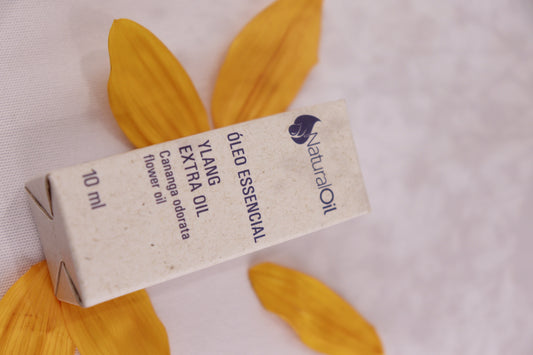 NaturalOil
ÓLEO ESSENCIAL
YLANG
EXTRA OIL
Cananga odorata
flower oil
10 ml